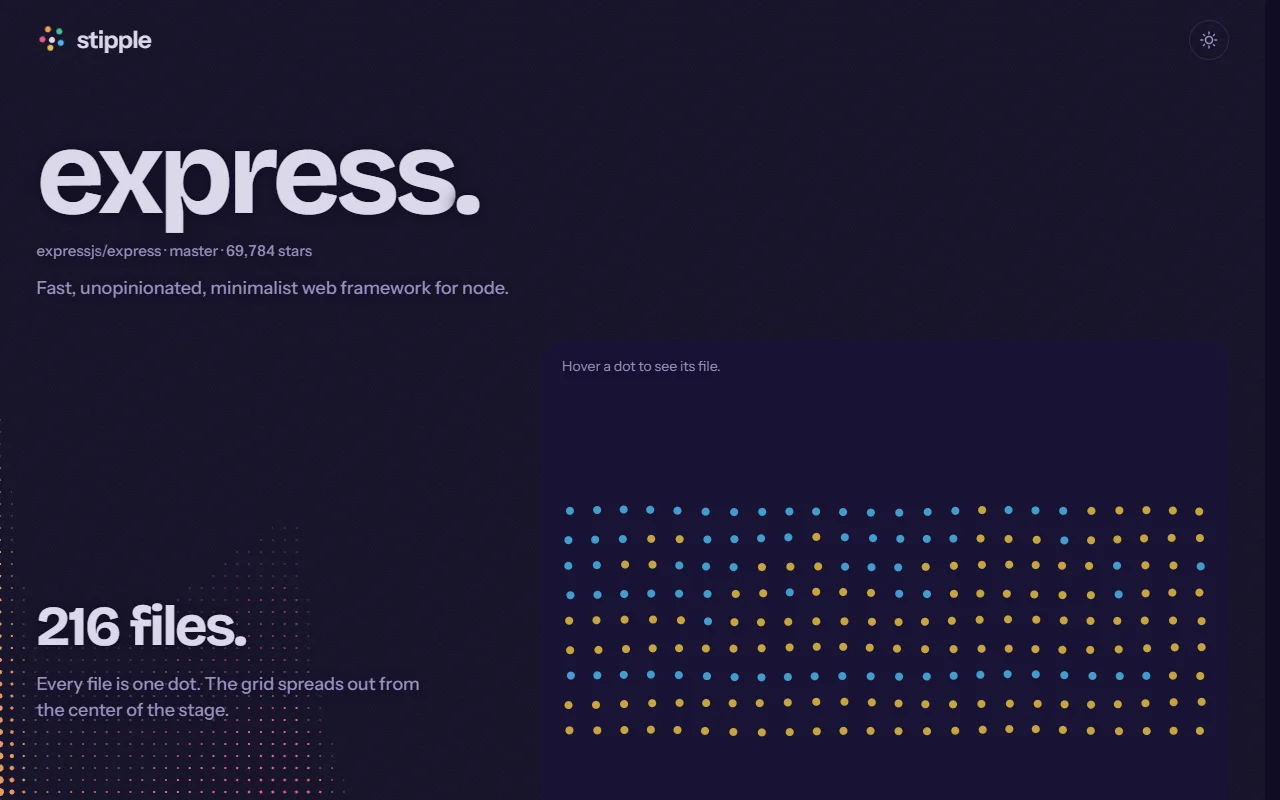 stipple
express.
expressjs/express · master · 69,784 stars
Fast, unopinionated, minimalist web framework for node.
Hover a dot to see its file.
216 files.
Every file is one dot. The grid spreads out from
the center of the stage.